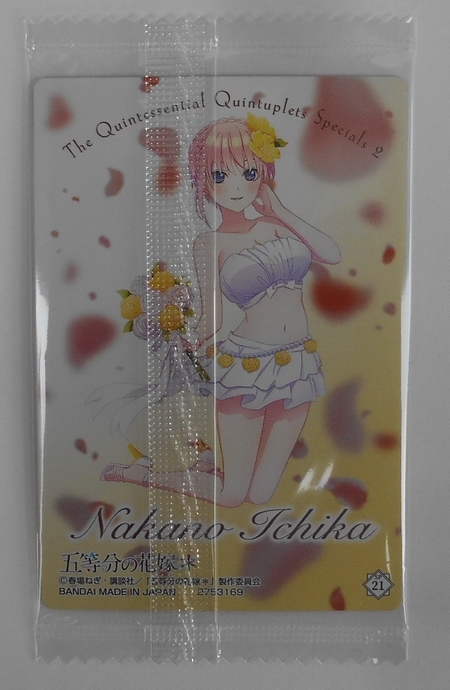 The Quintessential Quintuplets Specials 2
Nakano Ichika
五等分の花嫁*
©春場ねぎ・講談社／「五等分の花嫁*」製作委員会
BANDAI MADE IN JAPAN 2753169
SP
21